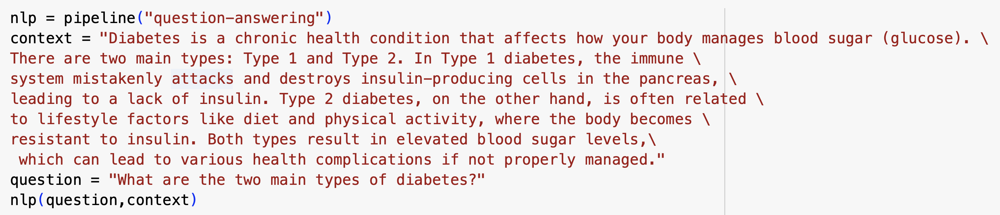 nlp = pipeline("question-answering")
context = "Diabetes is a chronic health condition that affects how your body manages blood sugar (glucose). \
There are two main types: Type 1 and Type 2. In Type 1 diabetes, the immune \
system mistakenly attacks and destroys insulin-producing cells in the pancreas, \
leading to a lack of insulin. Type 2 diabetes, on the other hand, is often related \
to lifestyle factors like diet and physical activity, where the body becomes \
resistant to insulin. Both types result in elevated blood sugar levels,\
 which can lead to various health complications if not properly managed."
question = "What are the two main types of diabetes?"
nlp(question,context)